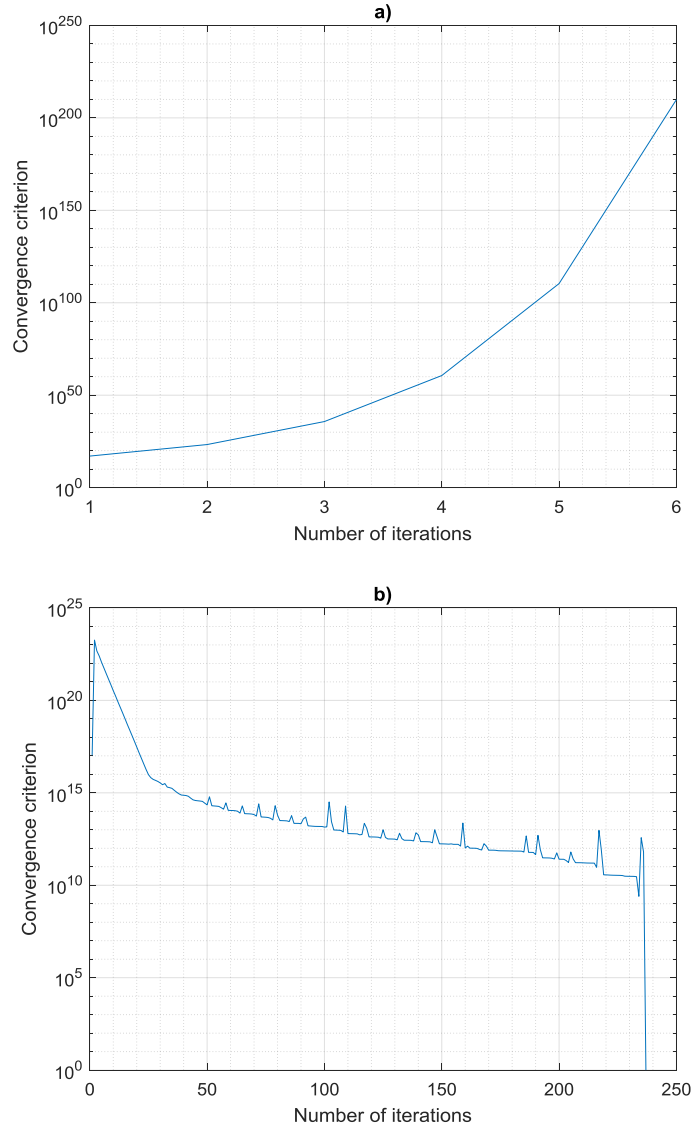 a)
Convergence criterion
10^250
10^200
10^150
10^100
10^50
10^0
1 2 3 4 5 6
Number of iterations
b)
Convergence criterion
10^25
10^20
10^15
10^10
10^5
10^0
0 50 100 150 200 250
Number of iterations